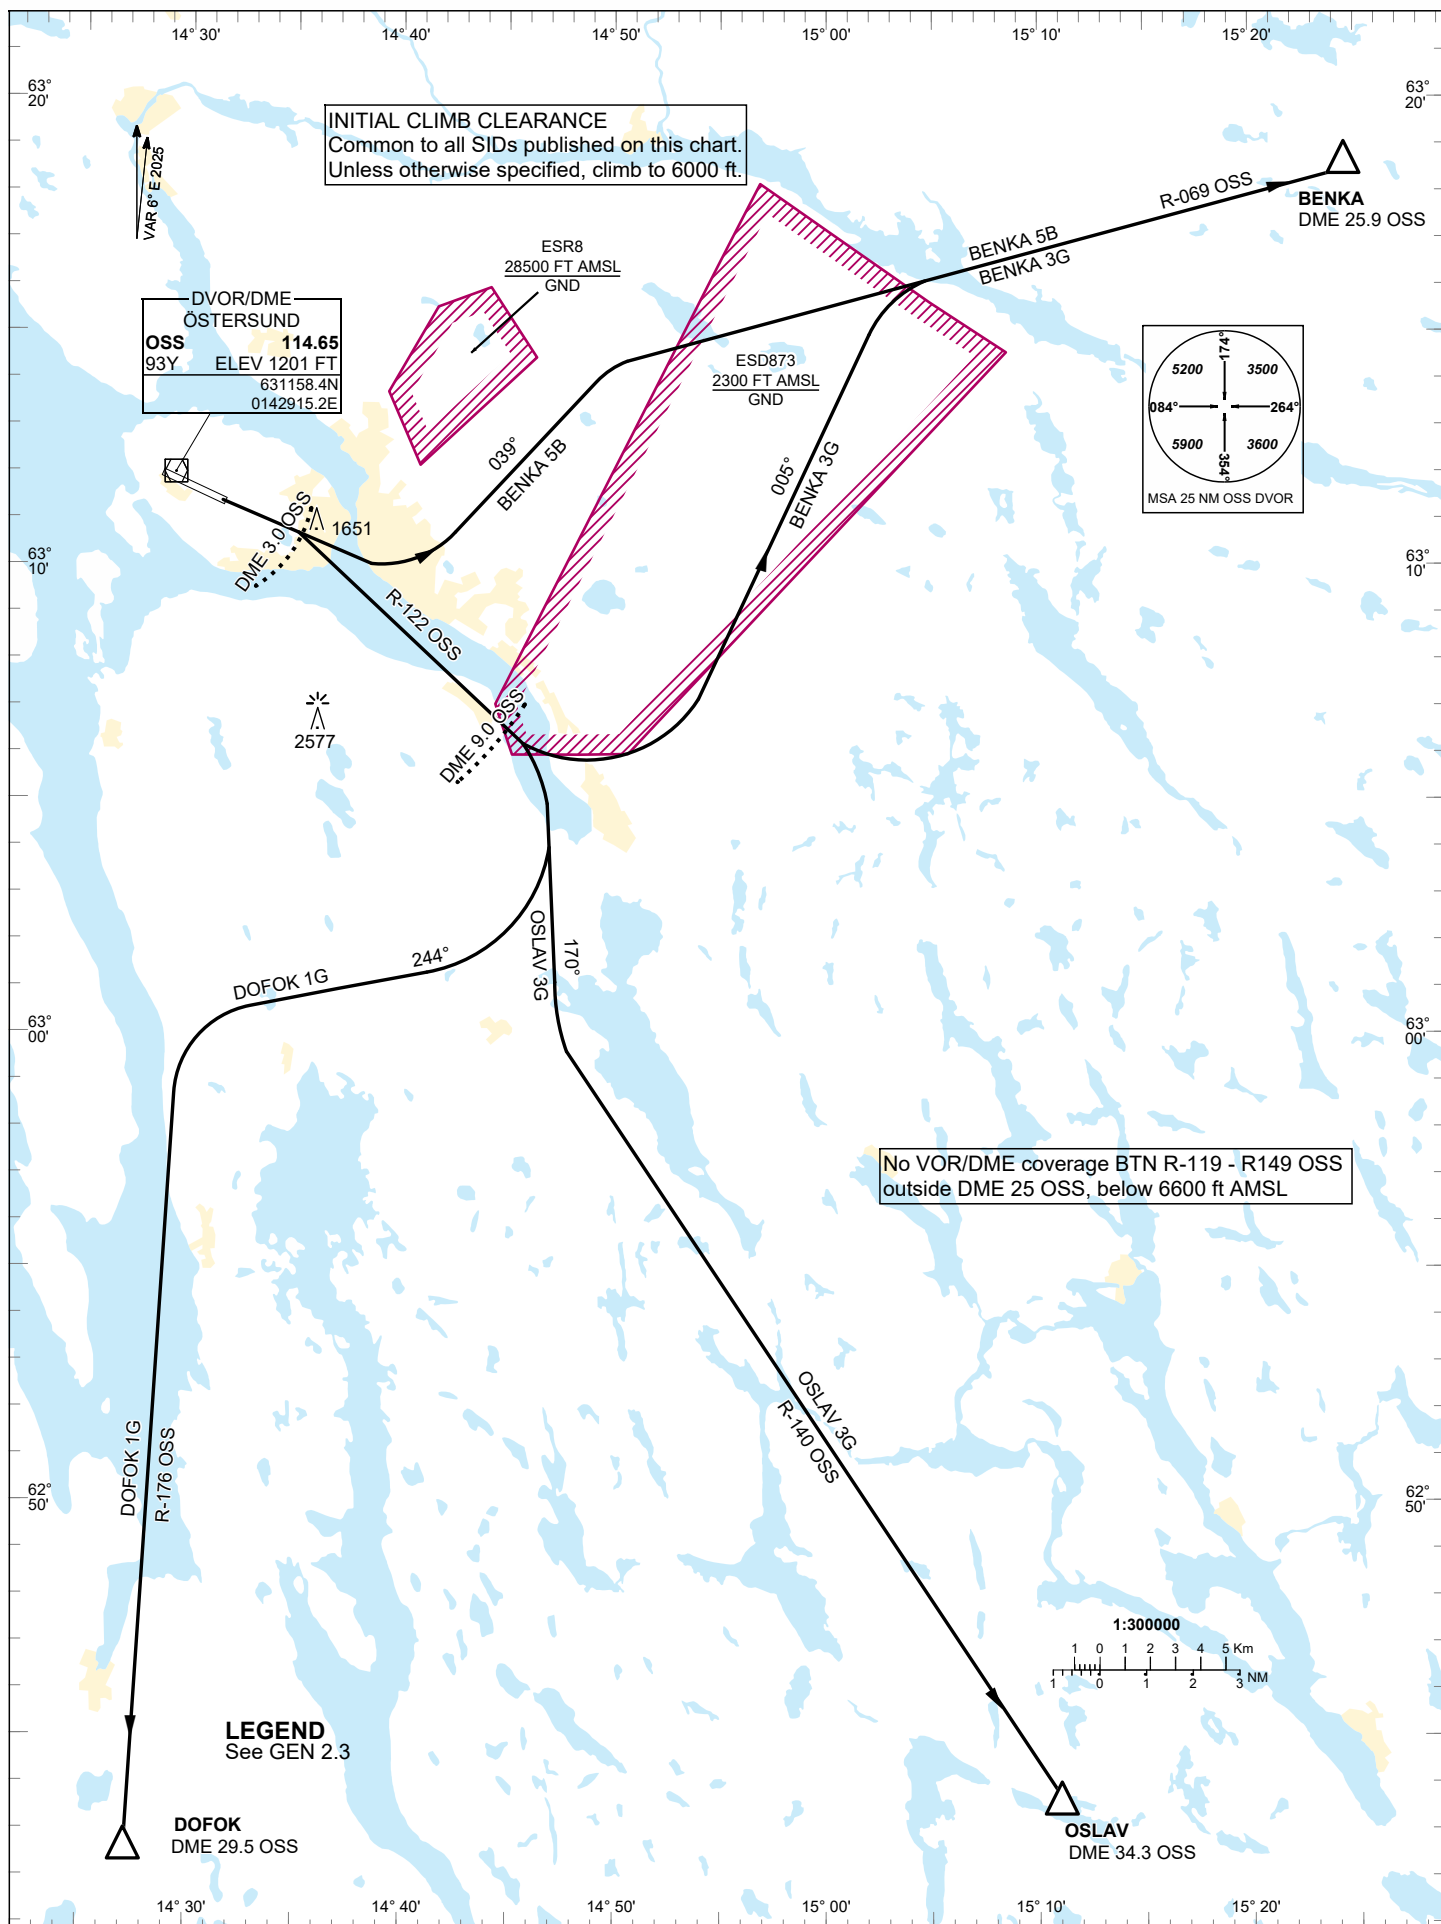 14° 30'
14° 40'
14° 50'
15° 00'
15° 10'
15° 20'
63°
20'
63°
20'
VAR 6° E 2025
INITIAL CLIMB CLEARANCE
Common to all SIDs published on this chart.
Unless otherwise specified, climb to 6000 ft.
BENKA
DME 25.9 OSS
R-069 OSS
BENKA 5B
BENKA 3G
ESR8
28500 FT AMSL
GND
DVOR/DME
ÖSTERSUND
OSS 114.65
93Y ELEV 1201 FT
631158.4N
0142915.2E
ESD873
2300 FT AMSL
GND
174°
5200 3500
084° 264°
5900 3600
354°
MSA 25 NM OSS DVOR
039°
BENKA 5B
005°
BENKA 3G
DME 3.0 OSS
1651
63°
10'
63°
10'
R-122 OSS
2577
DME 9.0 OSS
OSLAV 3G
170°
244°
DOFOK 1G
63°
00'
63°
00'
No VOR/DME coverage BTN R-119 - R149 OSS
outside DME 25 OSS, below 6600 ft AMSL
OSLAV 3G
R-140 OSS
DOFOK 1G
R-176 OSS
62°
50'
62°
50'
1:300000
1 0 1 2 3 4 5 Km
1 0 1 2 3 NM
LEGEND
See GEN 2.3
DOFOK
DME 29.5 OSS
OSLAV
DME 34.3 OSS
14° 30'
14° 40'
14° 50'
15° 00'
15° 10'
15° 20'